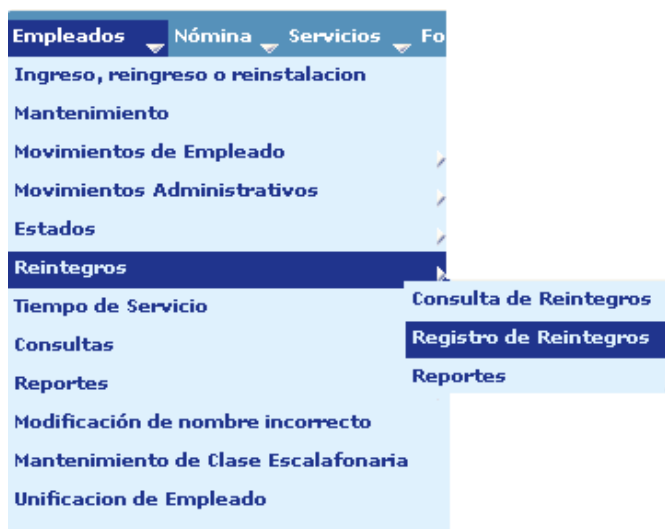 Empleados Nómina Servicios Fo
Ingreso, reingreso o reinstalacion
Mantenimiento
Movimientos de Empleado
Movimientos Administrativos
Estados
Reintegros
Tiempo de Servicio
Consultas
Reportes
Modificación de nombre incorrecto
Mantenimiento de Clase Escalafonaria
Unificacion de Empleado
Consulta de Reintegros
Registro de Reintegros
Reportes